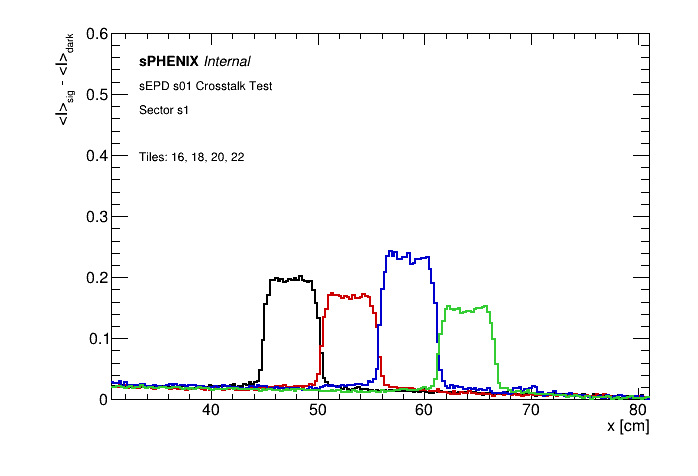 0.6
<I>sig - <I>dark
sPHENIX Internal
sEPD s01 Crosstalk Test
0.5
Sector s1
0.4
Tiles: 16, 18, 20, 22
0.3
0.2
0.1
0
40 50 60 70 80
x [cm]